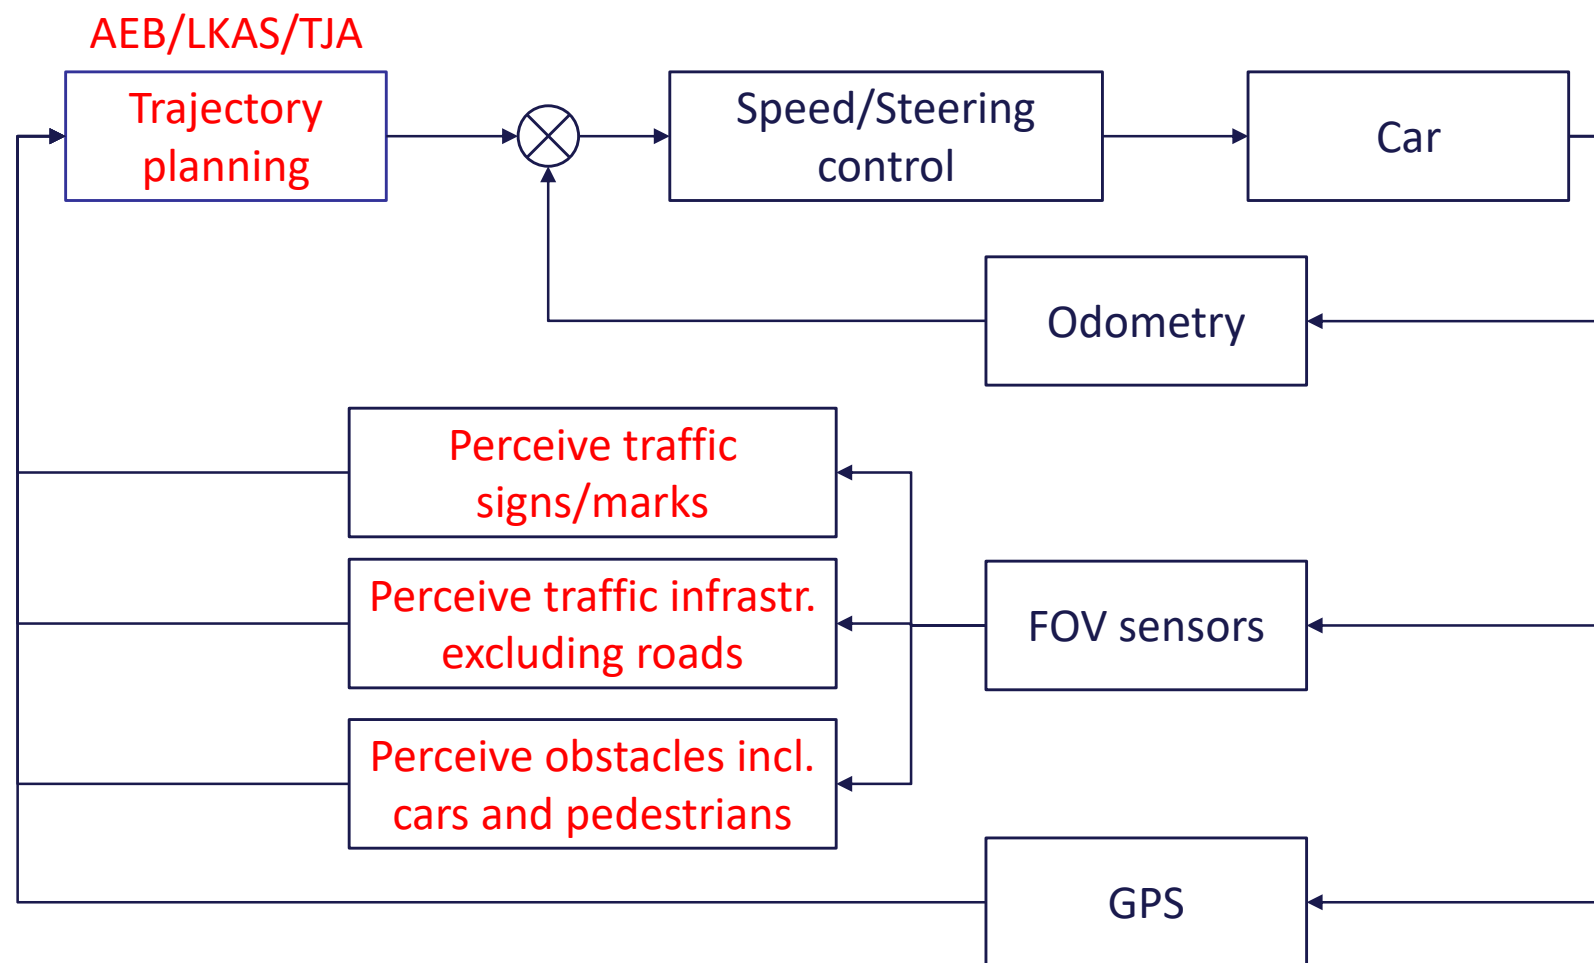 AEB/LKAS/TJA
Trajectory
planning
Speed/Steering
control
Car
Odometry
Perceive traffic
signs/marks
Perceive traffic infrastr.
excluding roads
FOV sensors
Perceive obstacles incl.
cars and pedestrians
GPS